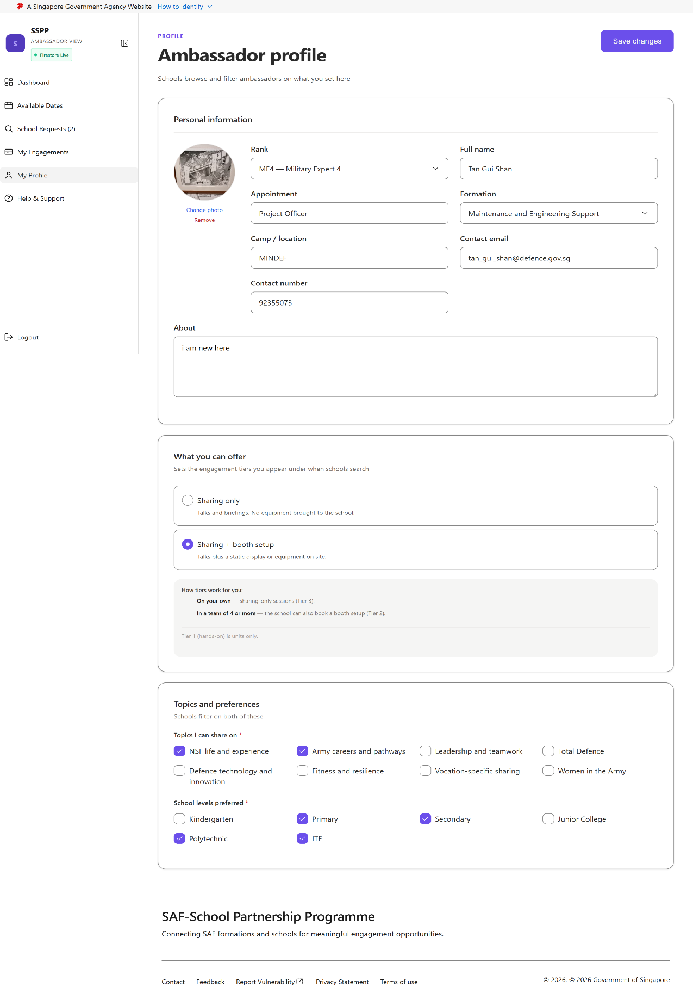 A Singapore Government Agency Website How to identify
S
SSPP
AMBASSADOR VIEW
Firestore Live
Dashboard
Available Dates
School Requests (2)
My Engagements
My Profile
Help & Support
Logout
PROFILE
Ambassador profile
Schools browse and filter ambassadors on what you set here
Save changes
Personal information
Change photo
Remove
Rank
ME4 — Military Expert 4
Full name
Tan Gui Shan
Appointment
Project Officer
Formation
Maintenance and Engineering Support
Camp / location
MINDEF
Contact email
tan_gui_shan@defence.gov.sg
Contact number
92355073
About
i am new here
What you can offer
Sets the engagement tiers you appear under when schools search
Sharing only
Talks and briefings. No equipment brought to the school.
Sharing + booth setup
Talks plus a static display or equipment on site.
How tiers work for you:
On your own — sharing-only sessions (Tier 3).
In a team of 4 or more — the school can also book a booth setup (Tier 2).
Tier 1 (hands-on) is units only.
Topics and preferences
Schools filter on both of these
Topics I can share on *
NSF life and experience
Army careers and pathways
Leadership and teamwork
Total Defence
Defence technology and
innovation
Fitness and resilience
Vocation-specific sharing
Women in the Army
School levels preferred *
Kindergarten
Primary
Secondary
Junior College
Polytechnic
ITE
SAF-School Partnership Programme
Connecting SAF formations and schools for meaningful engagement opportunities.
Contact
Feedback
Report Vulnerability
Privacy Statement
Terms of use
© 2026, © 2026 Government of Singapore